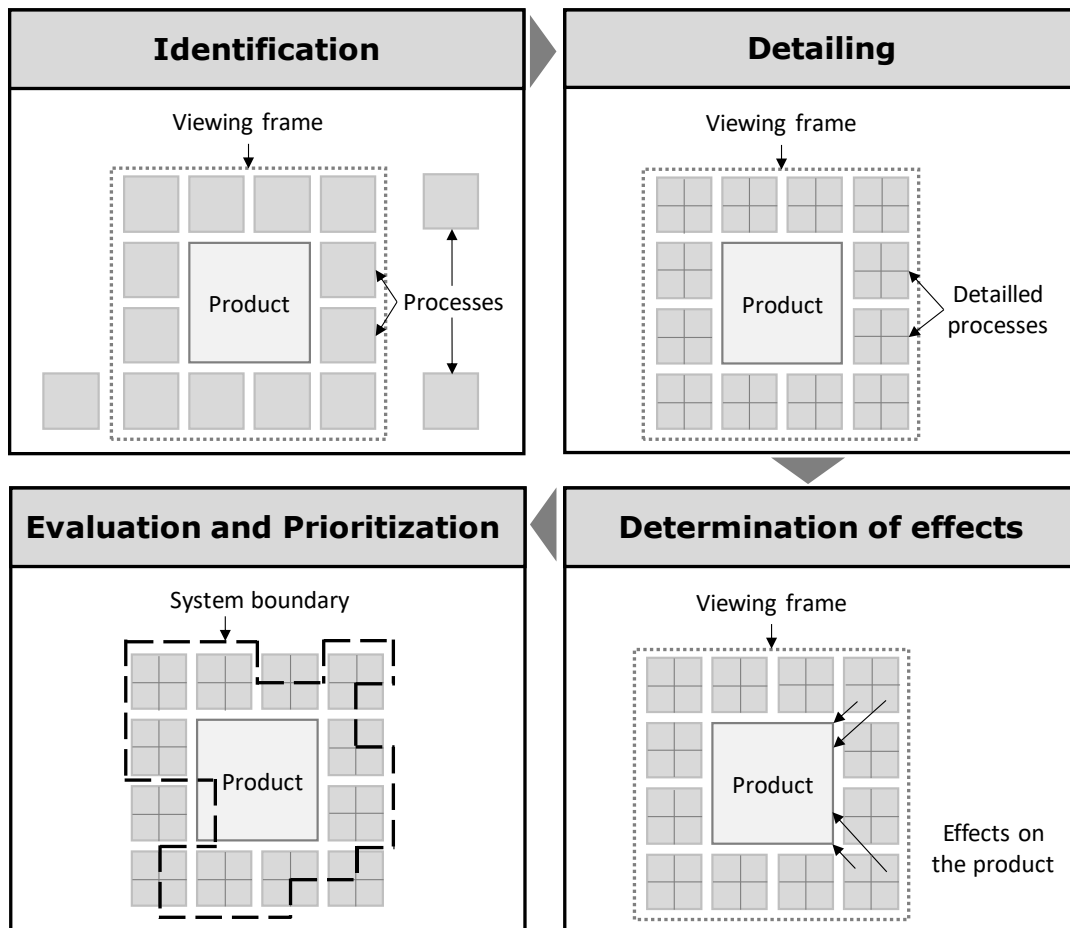 Identification
Viewing frame
Product
Processes
Detailing
Viewing frame
Product
Detailled
processes
Evaluation and Prioritization
System boundary
Product
Determination of effects
Viewing frame
Product
Effects on
the product